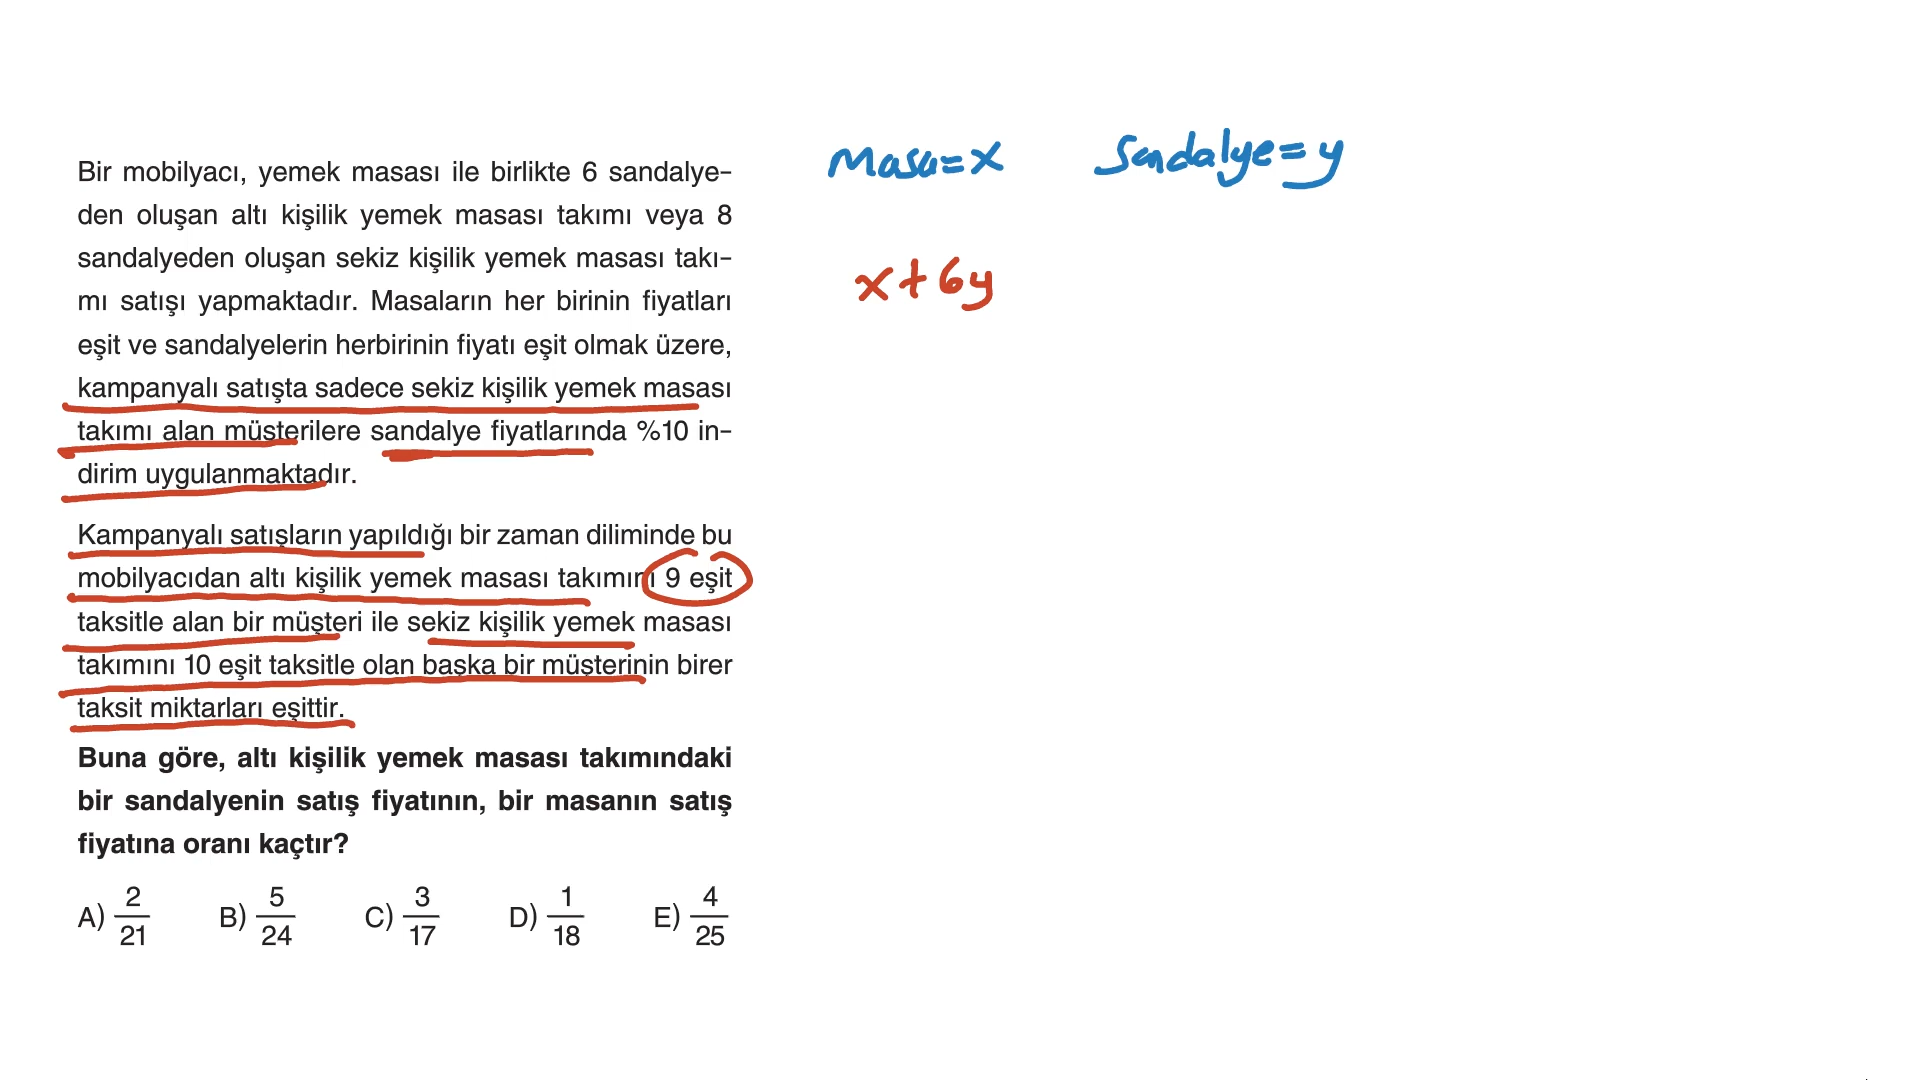 Masa=x Sandalye=y
x+6y
Bir mobilyacı, yemek masası ile birlikte 6 sandalye-
den oluşan altı kişilik yemek masası takımı veya 8
sandalyeden oluşan sekiz kişilik yemek masası takı-
mı satışı yapmaktadır. Masaların her birinin fiyatları
eşit ve sandalyelerin herbirinin fiyatı eşit olmak üzere,
kampanyalı satışta sadece sekiz kişilik yemek masası
takımı alan müşterilere sandalye fiyatlarında %10 in-
dirim uygulanmaktadır.
Kampanyalı satışların yapıldığı bir zaman diliminde bu
mobilyacıdan altı kişilik yemek masası takımını 9 eşit
taksitle alan bir müşteri ile sekiz kişilik yemek masası
takımını 10 eşit taksitle olan başka bir müşterinin birer
taksit miktarları eşittir.
Buna göre, altı kişilik yemek masası takımındaki
bir sandalyenin satış fiyatının, bir masanın satış
fiyatına oranı kaçtır?
A) 2/21 B) 5/24 C) 3/17 D) 1/18 E) 4/25